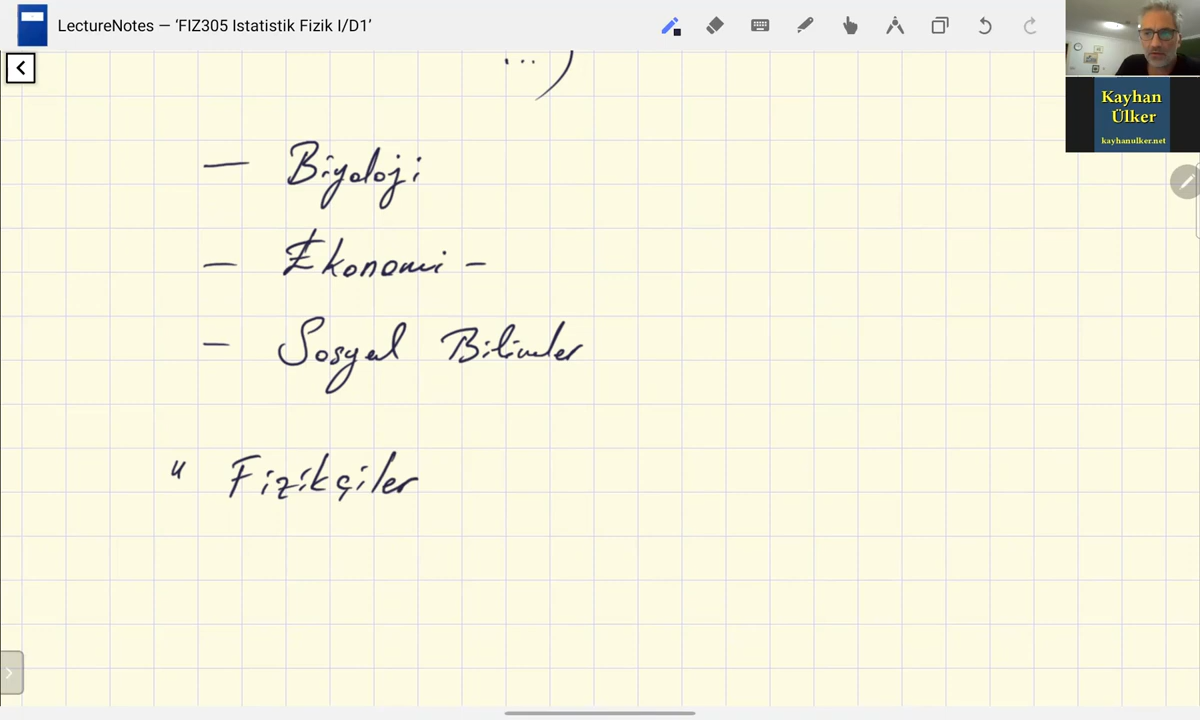 LectureNotes — ‘FIZ305 Istatistik Fizik I/D1’
Kayhan
Ülker
kayhanulker.net
...)
— Biyoloji
— Ekonomi —
— Sosyal Bilimler
" Fizikçiler